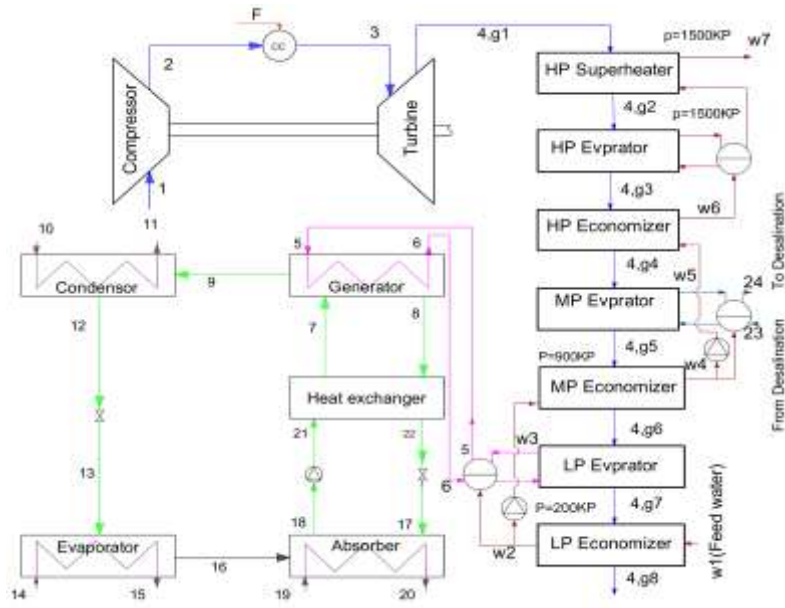 F
2
cc
3
4,g1
p=1500KP
w7
HP Superheater
Compressor
Turbine
4,g2
p=1500KP
HP Evprator
1
4,g3
w6
10
11
5
6
HP Economizer
4,g4
w5
To Desalination
24
Condensor
9
Generator
MP Evprator
12
7
8
23
4,g5
P=900KP
w4
From Desalination
Heat exchanger
MP Economizer
21
22
4,g6
5
w3
13
6
LP Evprator
w1(Feed water)
18
17
P=200KP
4,g7
Evaporator
16
Absorber
w2
LP Economizer
14
15
19
20
4,g8